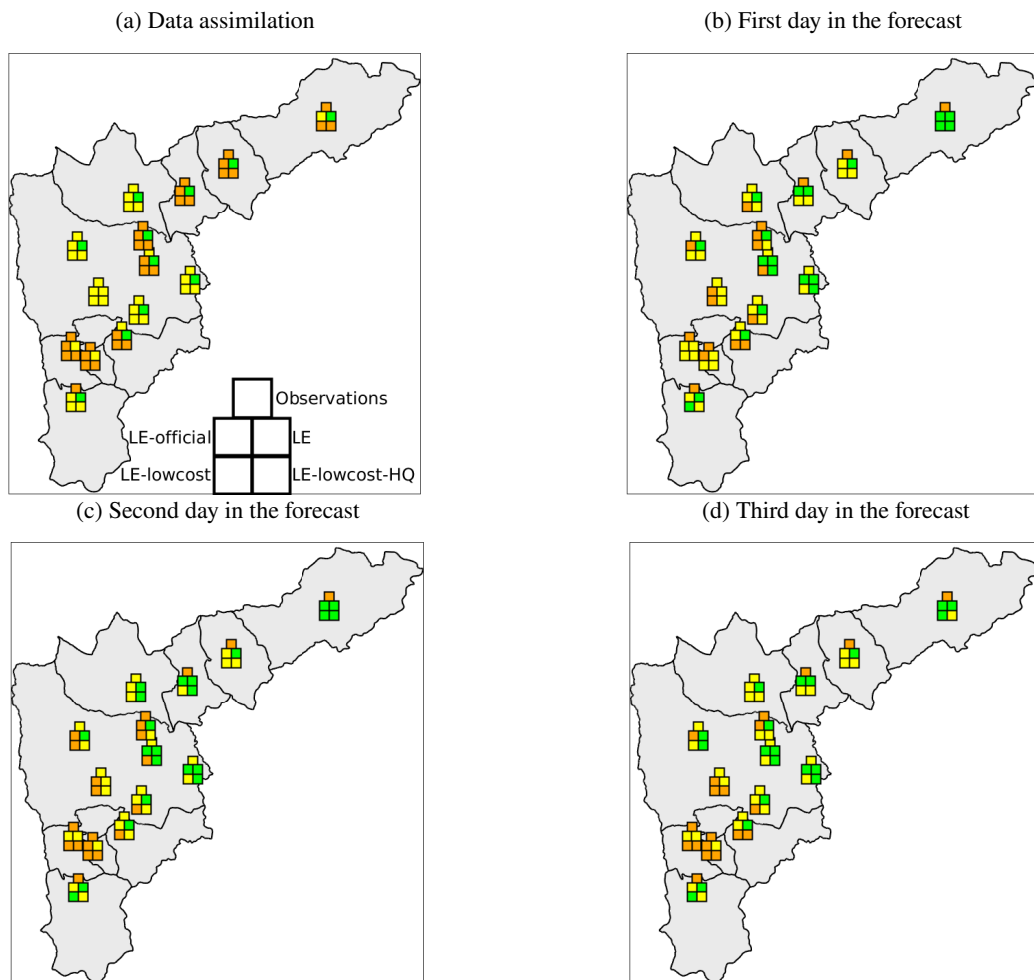 (a) Data assimilation
(b) First day in the forecast
Observations
LE-official
LE
LE-lowcost
LE-lowcost-HQ
(c) Second day in the forecast
(d) Third day in the forecast